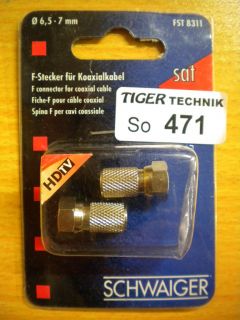 Ø 6,5 - 7 mm
FST 8311
F-Stecker für Koaxialkabel
F connector for coaxial cable
Fiche-F pour câble coaxial
Spina F per cavi coassiale
sat
TIGER TECHNIK
So 471
HDTV
SCHWAIGER